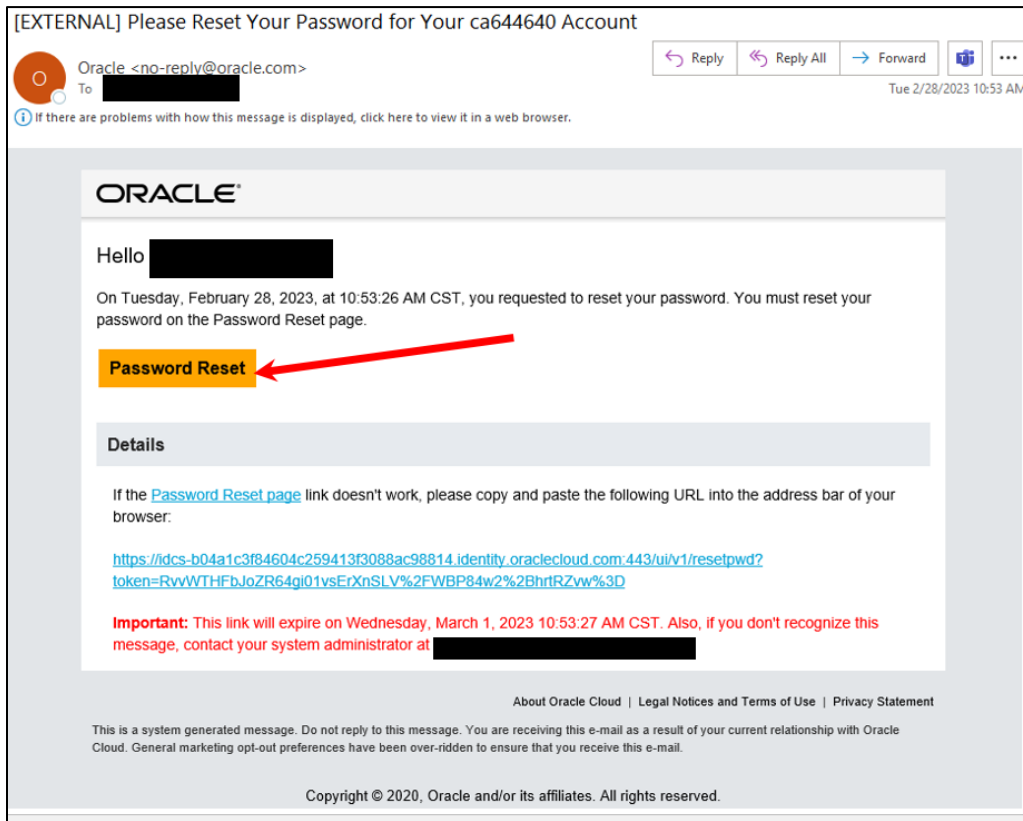 [EXTERNAL] Please Reset Your Password for Your ca644640 Account
O
Oracle <no-reply@oracle.com>
To
Reply
Reply All
Forward
Tue 2/28/2023 10:53 AM
If there are problems with how this message is displayed, click here to view it in a web browser.
ORACLE®
Hello
On Tuesday, February 28, 2023, at 10:53:26 AM CST, you requested to reset your password. You must reset your
password on the Password Reset page.
Password Reset
Details
If the Password Reset page link doesn't work, please copy and paste the following URL into the address bar of your
browser:
https://idcs-b04a1c3f84604c259413f3088ac98814.identity.oraclecloud.com:443/ui/v1/resetpwd?
token=RvvWTHFbJoZR64gi01vsErXnSLV%2FWBP84w2%2BhrtRZvw%3D
Important: This link will expire on Wednesday, March 1, 2023 10:53:27 AM CST. Also, if you don't recognize this
message, contact your system administrator at
About Oracle Cloud | Legal Notices and Terms of Use | Privacy Statement
This is a system generated message. Do not reply to this message. You are receiving this e-mail as a result of your current relationship with Oracle
Cloud. General marketing opt-out preferences have been over-ridden to ensure that you receive this e-mail.
Copyright © 2020, Oracle and/or its affiliates. All rights reserved.